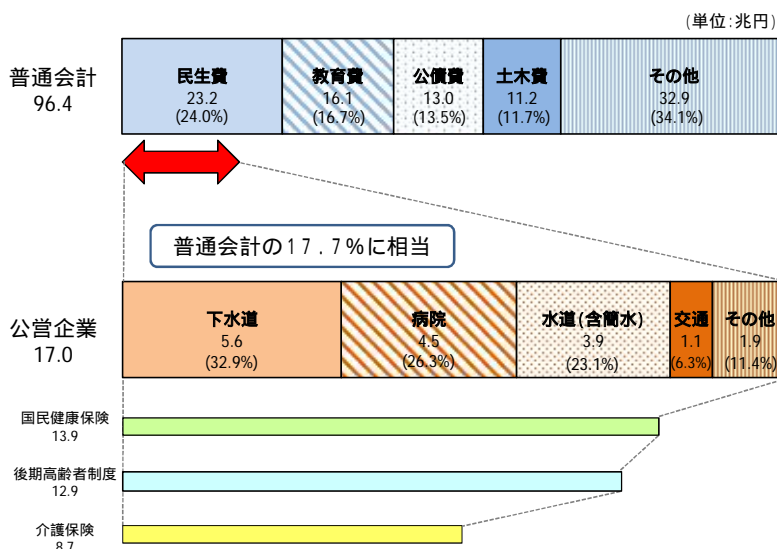 (単位:兆円)
普通会計
96.4
民生費
23.2
(24.0%)
教育費
16.1
(16.7%)
公債費
13.0
(13.5%)
土木費
11.2
(11.7%)
その他
32.9
(34.1%)
普通会計の17.7%に相当
公営企業
17.0
下水道
5.6
(32.9%)
病院
4.5
(26.3%)
水道(含簡水)
3.9
(23.1%)
交通
1.1
(6.3%)
その他
1.9
(11.4%)
国民健康保険
13.9
後期高齢者制度
12.9
介護保険
8.7